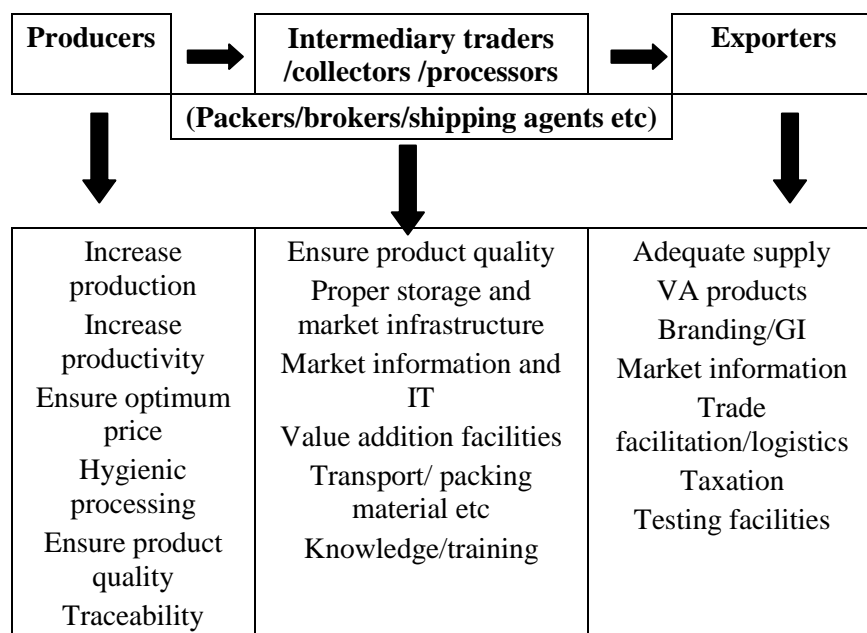 Producers
Intermediary traders
/collectors /processors
Exporters
(Packers/brokers/shipping agents etc)
Increase
production
Increase
productivity
Ensure optimum
price
Hygienic
processing
Ensure product
quality
Traceability
Ensure product quality
Proper storage and
market infrastructure
Market information and
IT
Value addition facilities
Transport/ packing
material etc
Knowledge/training
Adequate supply
VA products
Branding/GI
Market information
Trade
facilitation/logistics
Taxation
Testing facilities